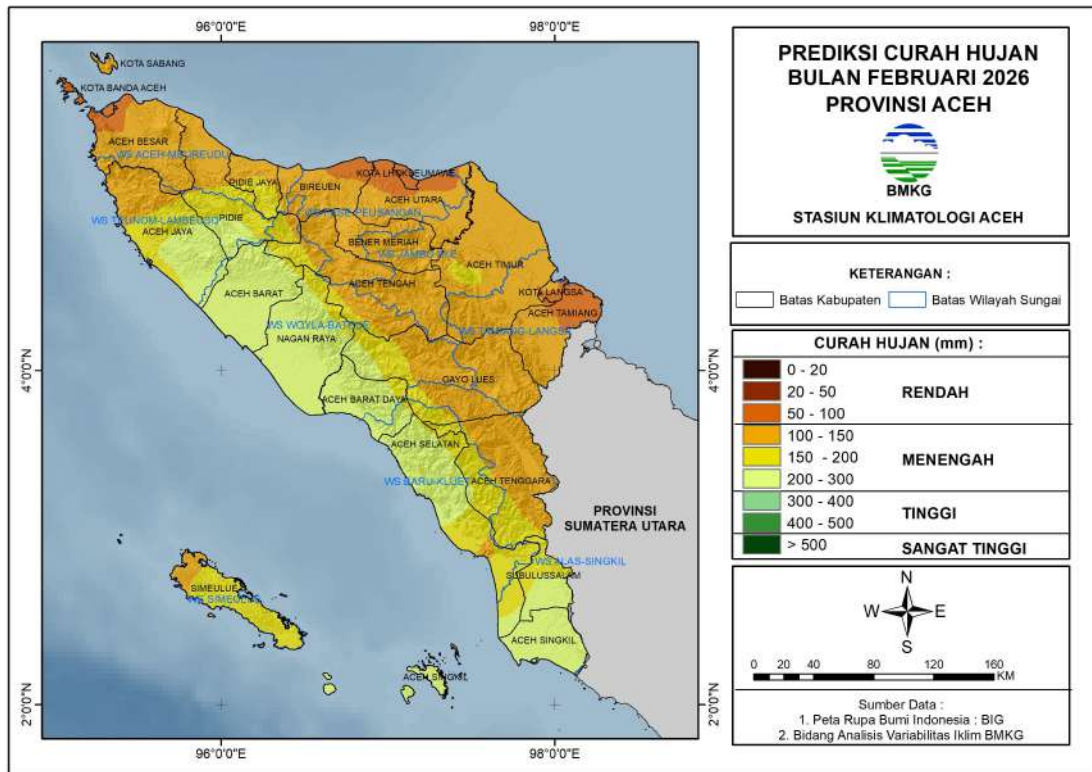 96°0'0"E
98°0'0"E
KOTA SABANG
KOTA BANDA ACEH
ACEH BESAR
WS ACEH-MEUREUDU
PIDIE JAYA
BIREUEN
KOTA LHOKSEUMAWE
ACEH UTARA
WS PASE-PEUSANGAN
WS TEUNOM-LAMBEUSO
PIDIE
ACEH JAYA
BENER MERIAH
WS JAMBO AYE
ACEH TIMUR
ACEH TENGAH
ACEH BARAT
KOTA LANGSA
ACEH TAMIANG
WS TAMIANG-LANGSA
NAGAN RAYA
GAYO LUES
ACEH BARAT DAYA
ACEH SELATAN
WS BARU-KLUET
ACEH TENGGARA
PROVINSI
SUMATERA UTARA
WS ALAS-SINGKIL
SUBULUSSALAM
SIMEULUE
WS SIMEULUE
ACEH SINGKIL
ACEH SINGKIL
4°0'0"N
2°0'0"N
4°0'0"N
2°0'0"N
96°0'0"E
98°0'0"E
PREDIKSI CURAH HUJAN
BULAN FEBRUARI 2026
PROVINSI ACEH
BMKG
STASIUN KLIMATOLOGI ACEH
KETERANGAN :
Batas Kabupaten
Batas Wilayah Sungai
CURAH HUJAN (mm) :
0 - 20
20 - 50
50 - 100
RENDAH
100 - 150
150 - 200
200 - 300
MENENGAH
300 - 400
400 - 500
TINGGI
> 500
SANGAT TINGGI
N
W
E
S
0 20 40 80 120 160
KM
Sumber Data :
1. Peta Rupa Bumi Indonesia : BIG
2. Bidang Analisis Variabilitas Iklim BMKG